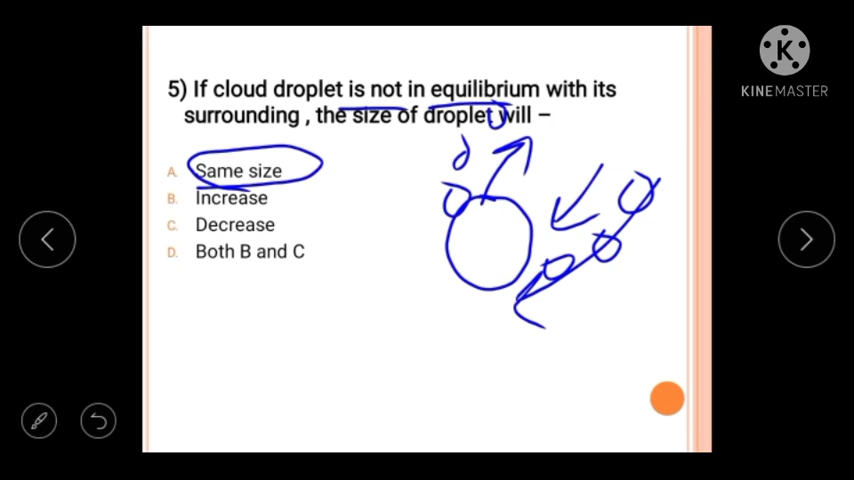 5) If cloud droplet is not in equilibrium with its
surrounding , the size of droplet will –
A. Same size
B. Increase
C. Decrease
D. Both B and C
K
KINEMASTER